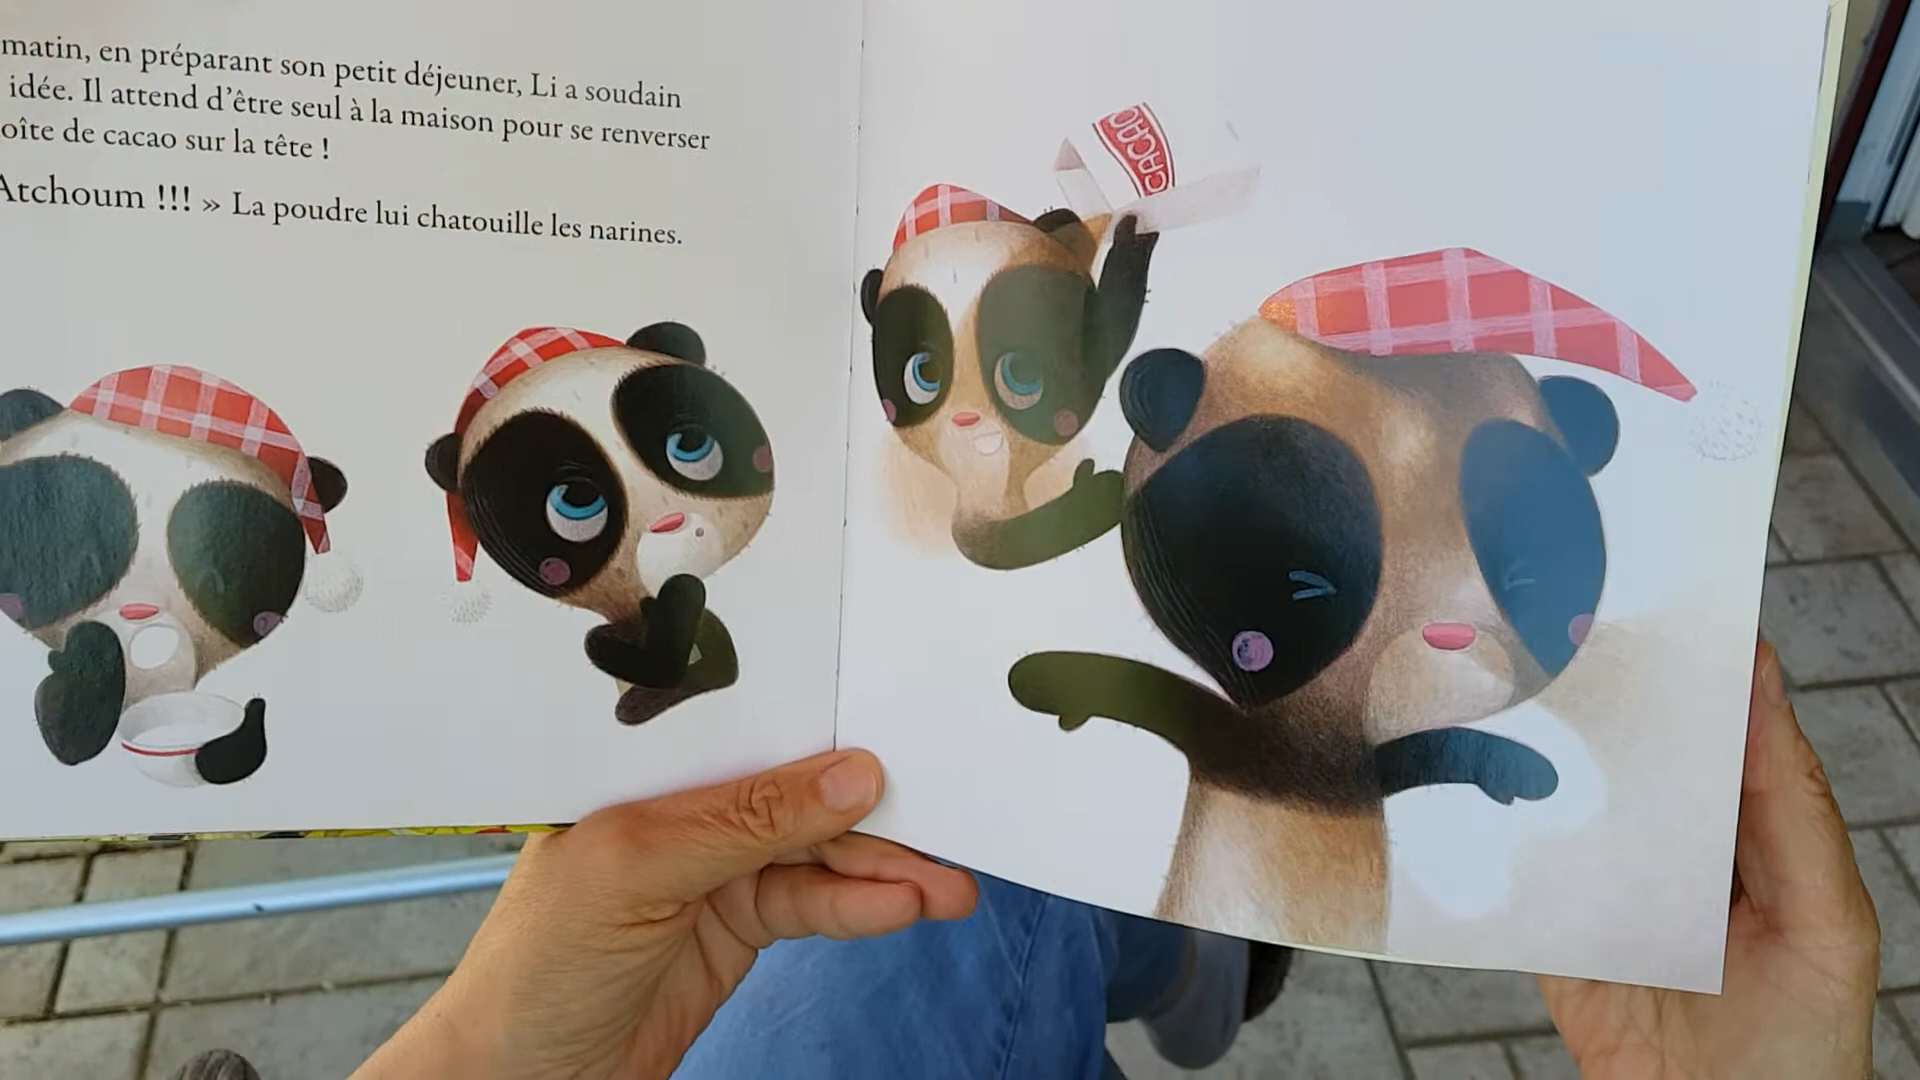 matin, en préparant son petit déjeuner, Li a soudain
idée. Il attend d'être seul à la maison pour se renverser
oîte de cacao sur la tête !
Atchoum !!! » La poudre lui chatouille les narines.
CACAO